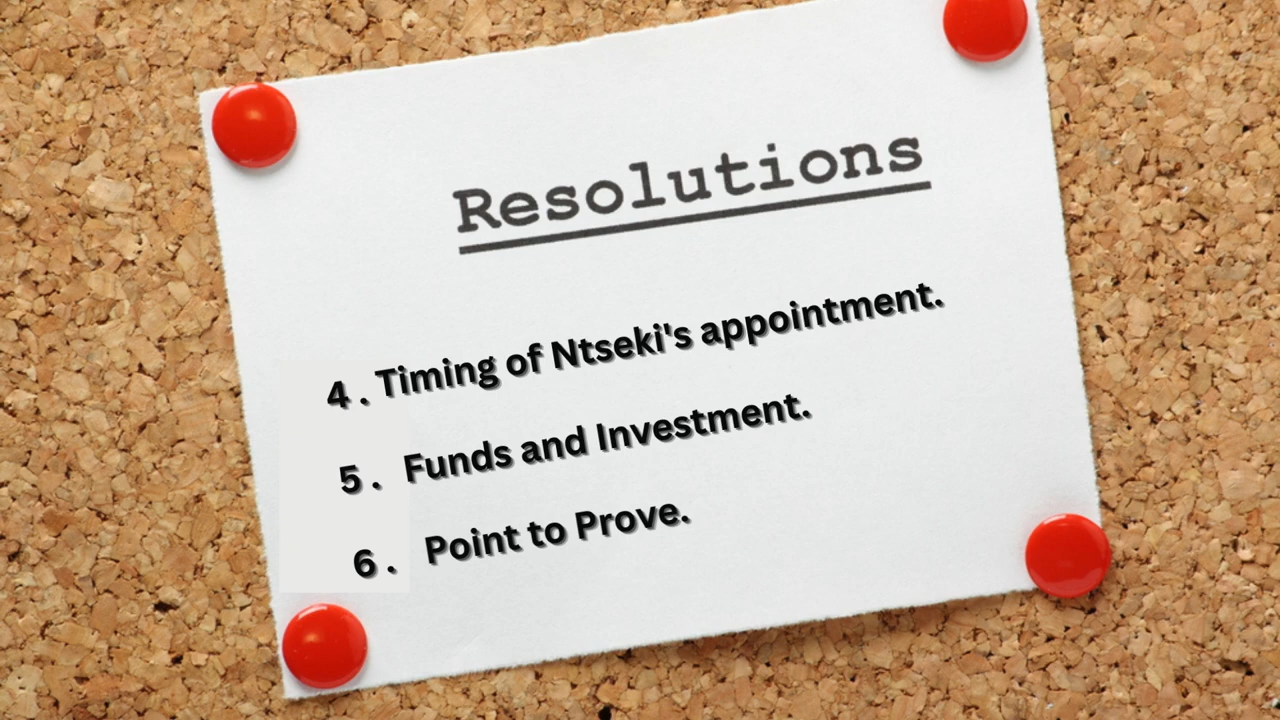 Resolutions
4 . Timing of Ntseki's appointment.
5 . Funds and Investment.
6 . Point to Prove.